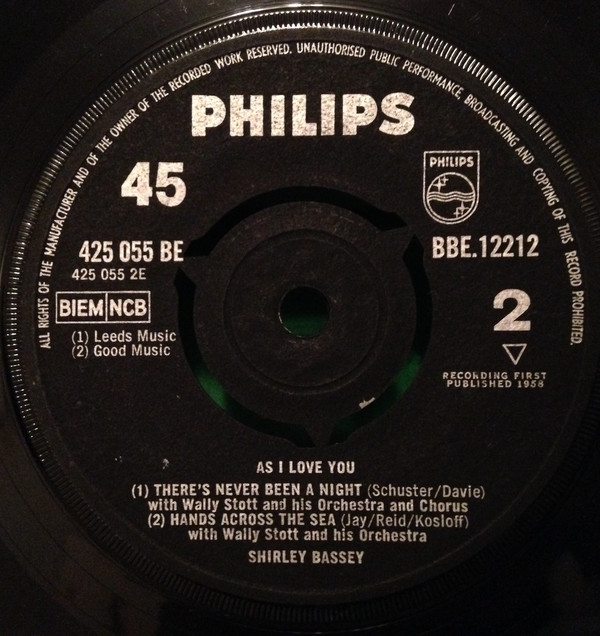 ALL RIGHTS OF THE MANUFACTURER AND OF THE OWNER OF THE RECORDED WORK RESERVED. UNAUTHORISED PUBLIC PERFORMANCE, BROADCASTING AND COPYING OF THIS RECORD PROHIBITED.
PHILIPS
45
PHILIPS
425 055 BE
BBE.12212
425 055 2E
BIEM NCB
2
(1) Leeds Music
(2) Good Music
RECORDING FIRST
PUBLISHED 1958
AS I LOVE YOU
(1) THERE'S NEVER BEEN A NIGHT (Schuster/Davie)
with Wally Stott and his Orchestra and Chorus
(2) HANDS ACROSS THE SEA (Jay/Reid/Kosloff)
with Wally Stott and his Orchestra
SHIRLEY BASSEY